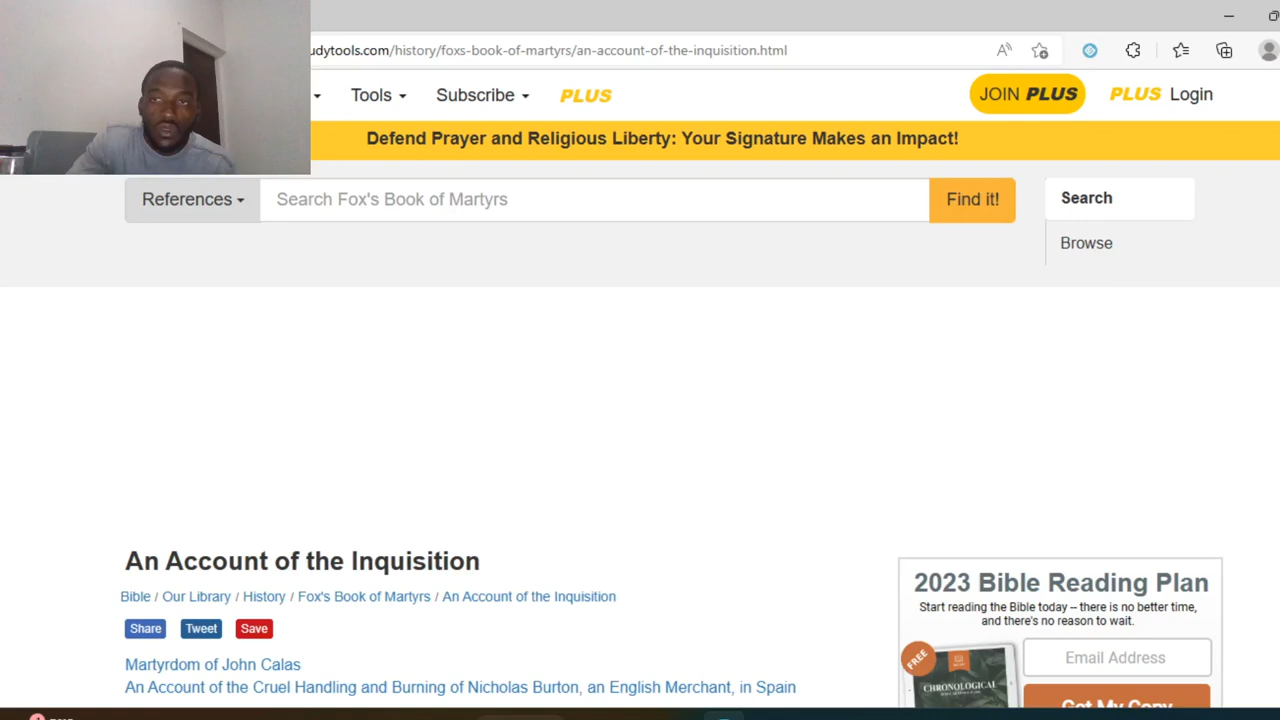 udytools.com/history/foxs-book-of-martyrs/an-account-of-the-inquisition.html
Tools Subscribe PLUS JOIN PLUS PLUS Login
Defend Prayer and Religious Liberty: Your Signature Makes an Impact!
References Search Fox's Book of Martyrs Find it! Search
Browse
An Account of the Inquisition
Bible / Our Library / History / Fox's Book of Martyrs / An Account of the Inquisition
Share Tweet Save
Martyrdom of John Calas
An Account of the Cruel Handling and Burning of Nicholas Burton, an English Merchant, in Spain
2023 Bible Reading Plan
Start reading the Bible today – there is no better time,
and there's no reason to wait.
FREE
Email Address
CHRONOLOGICAL
Get My Copy